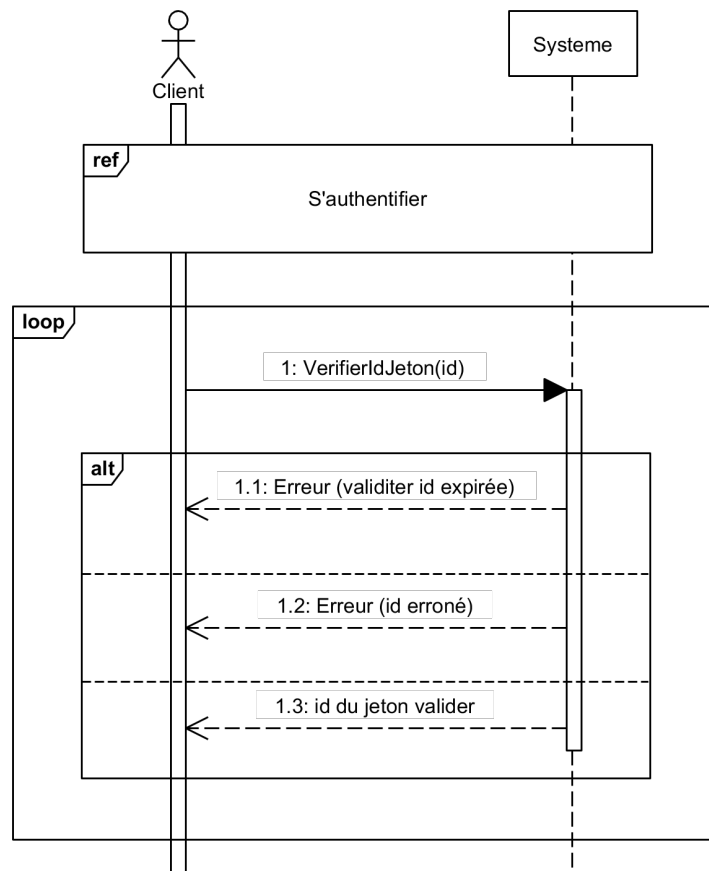 Systeme
Client
ref
S'authentifier
loop
1: VerifierIdJeton(id)
alt
1.1: Erreur (validiter id expirée)
1.2: Erreur (id erroné)
1.3: id du jeton valider